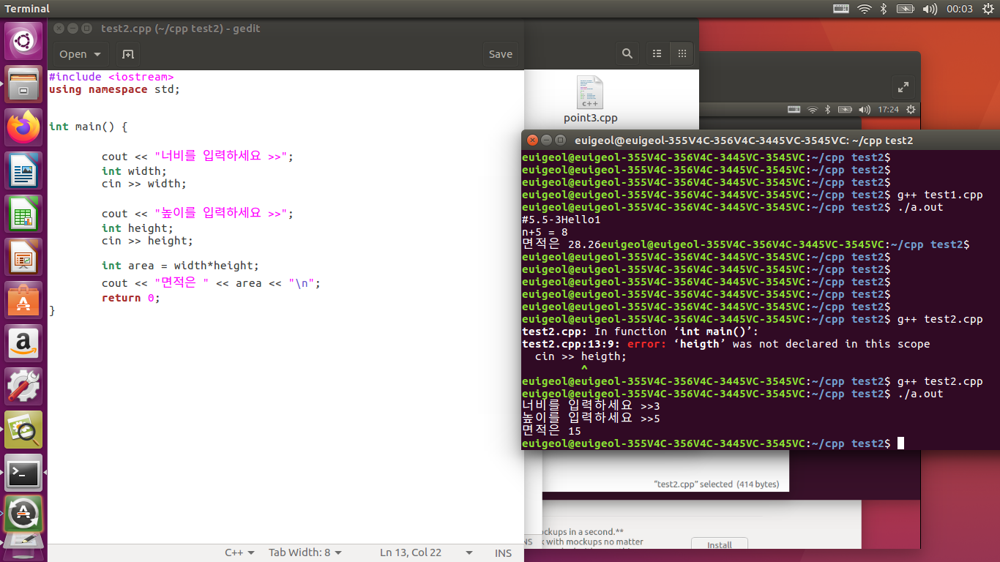 Terminal
00:03
test2.cpp (~/cpp test2) - gedit
Open
Save
#include <iostream>
using namespace std;
int main() {
cout << "너비를 입력하세요 >>";
int width;
cin >> width;
cout << "높이를 입력하세요 >>";
int height;
cin >> height;
int area = width*height;
cout << "면적은 " << area << "\n";
return 0;
}
C++
Tab Width: 8
Ln 13, Col 22
INS
c++
point3.cpp
17:24
euigeol@euigeol-355V4C-356V4C-3445VC-3545VC: ~/cpp test2
euigeol@euigeol-355V4C-356V4C-3445VC-3545VC:~/cpp test2$
euigeol@euigeol-355V4C-356V4C-3445VC-3545VC:~/cpp test2$
euigeol@euigeol-355V4C-356V4C-3445VC-3545VC:~/cpp test2$
euigeol@euigeol-355V4C-356V4C-3445VC-3545VC:~/cpp test2$ g++ test1.cpp
euigeol@euigeol-355V4C-356V4C-3445VC-3545VC:~/cpp test2$ ./a.out
#5.5-3Hello1
n+5 = 8
면적은 28.26euigeol@euigeol-355V4C-356V4C-3445VC-3545VC:~/cpp test2$
euigeol@euigeol-355V4C-356V4C-3445VC-3545VC:~/cpp test2$
euigeol@euigeol-355V4C-356V4C-3445VC-3545VC:~/cpp test2$
euigeol@euigeol-355V4C-356V4C-3445VC-3545VC:~/cpp test2$
euigeol@euigeol-355V4C-356V4C-3445VC-3545VC:~/cpp test2$
euigeol@euigeol-355V4C-356V4C-3445VC-3545VC:~/cpp test2$
euigeol@euigeol-355V4C-356V4C-3445VC-3545VC:~/cpp test2$ g++ test2.cpp
test2.cpp: In function ‘int main()’:
test2.cpp:13:9: error: ‘heigth’ was not declared in this scope
cin >> heigth;
^
euigeol@euigeol-355V4C-356V4C-3445VC-3545VC:~/cpp test2$ g++ test2.cpp
euigeol@euigeol-355V4C-356V4C-3445VC-3545VC:~/cpp test2$ ./a.out
너비를 입력하세요 >>3
높이를 입력하세요 >>5
면적은 15
euigeol@euigeol-355V4C-356V4C-3445VC-3545VC:~/cpp test2$
“test2.cpp” selected (414 bytes)
ockups in a second.**
NS
x with mockups no matter
Install